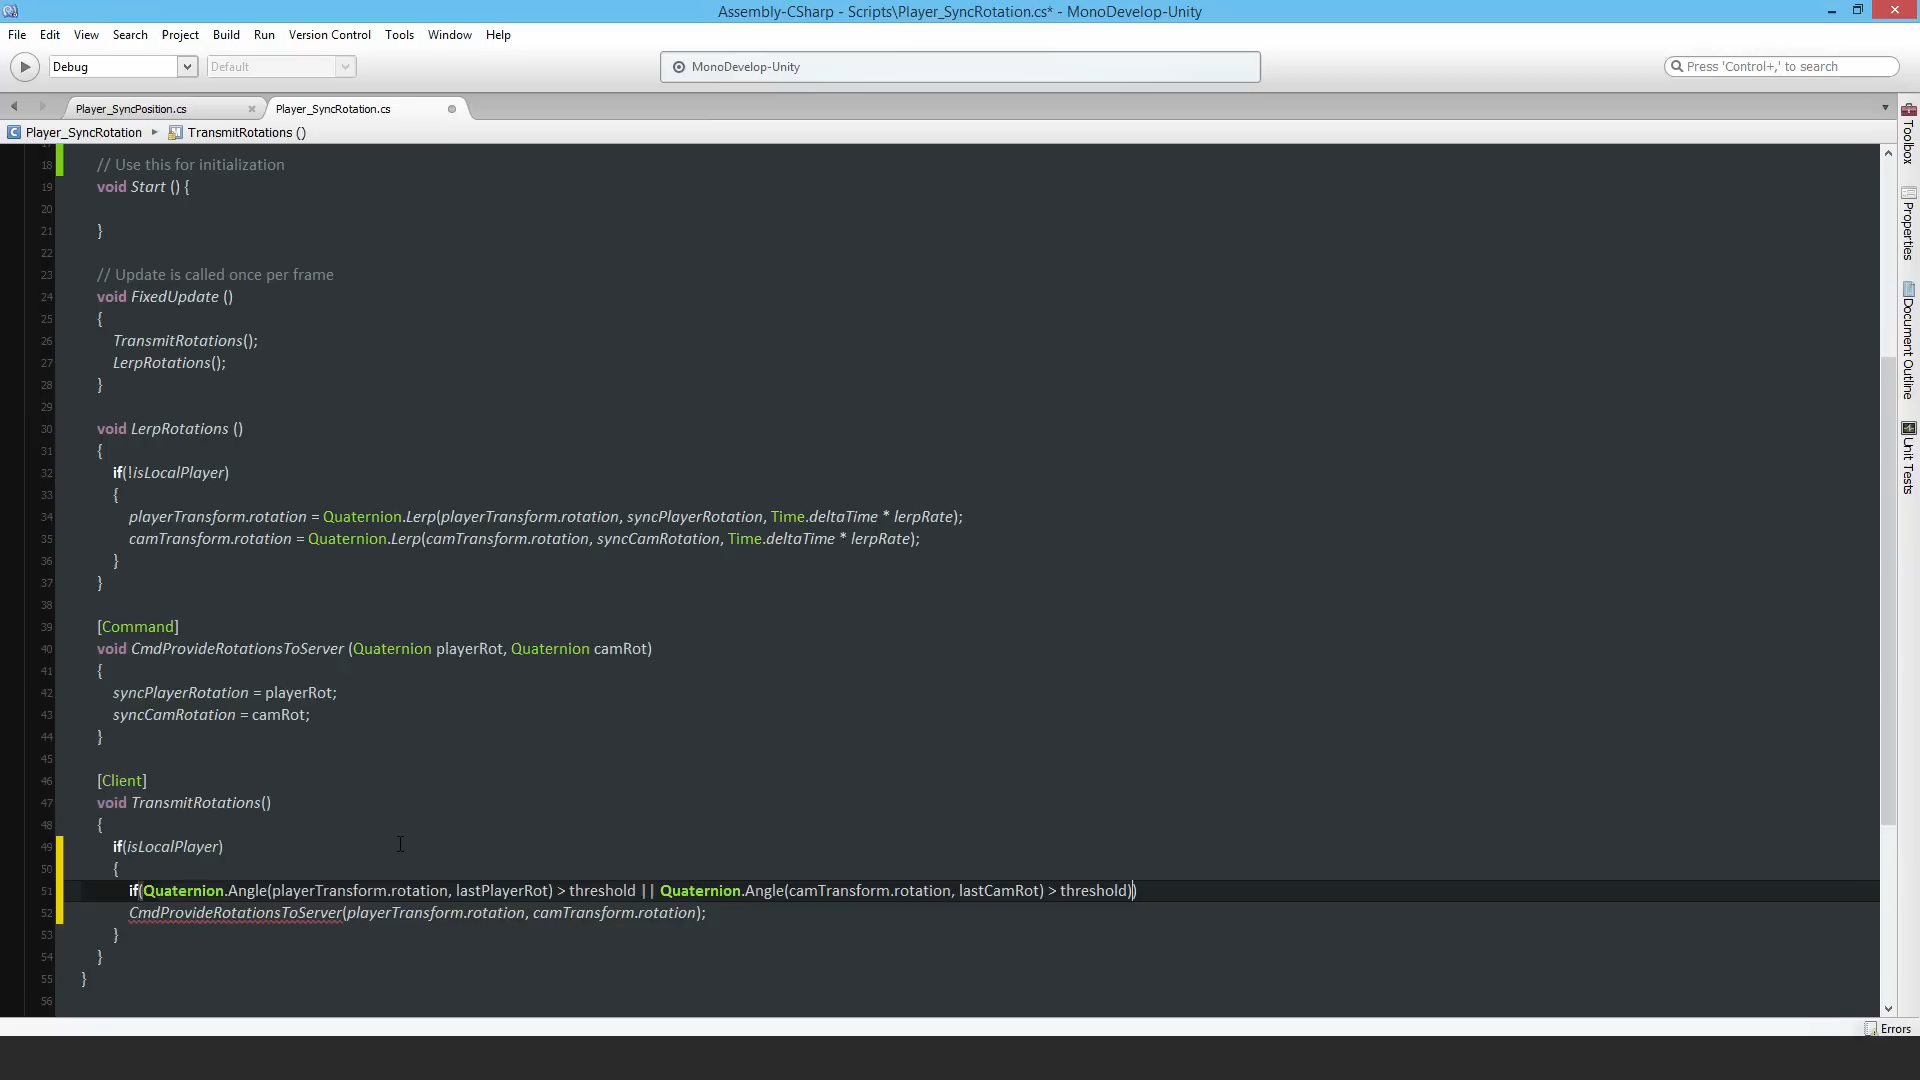 Assembly-CSharp - Scripts\Player_SyncRotation.cs* - MonoDevelop-Unity
File Edit View Search Project Build Run Version Control Tools Window Help
Debug Default MonoDevelop-Unity Press 'Control+,' to search
Player_SyncPosition.cs Player_SyncRotation.cs
Player_SyncRotation TransmitRotations ()
18 // Use this for initialization
19 void Start () {
20
21 }
22
23 // Update is called once per frame
24 void FixedUpdate ()
25 {
26 TransmitRotations();
27 LerpRotations();
28 }
29
30 void LerpRotations ()
31 {
32 if(!isLocalPlayer)
33 {
34 playerTransform.rotation = Quaternion.Lerp(playerTransform.rotation, syncPlayerRotation, Time.deltaTime * lerpRate);
35 camTransform.rotation = Quaternion.Lerp(camTransform.rotation, syncCamRotation, Time.deltaTime * lerpRate);
36 }
37 }
38
39 [Command]
40 void CmdProvideRotationsToServer (Quaternion playerRot, Quaternion camRot)
41 {
42 syncPlayerRotation = playerRot;
43 syncCamRotation = camRot;
44 }
45
46 [Client]
47 void TransmitRotations()
48 {
49 if(isLocalPlayer)
50 {
51 if(Quaternion.Angle(playerTransform.rotation, lastPlayerRot) > threshold || Quaternion.Angle(camTransform.rotation, lastCamRot) > threshold))
52 CmdProvideRotationsToServer(playerTransform.rotation, camTransform.rotation);
53 }
54 }
55 }
56
Toolbox
Properties
Document Outline
Unit Tests
Errors